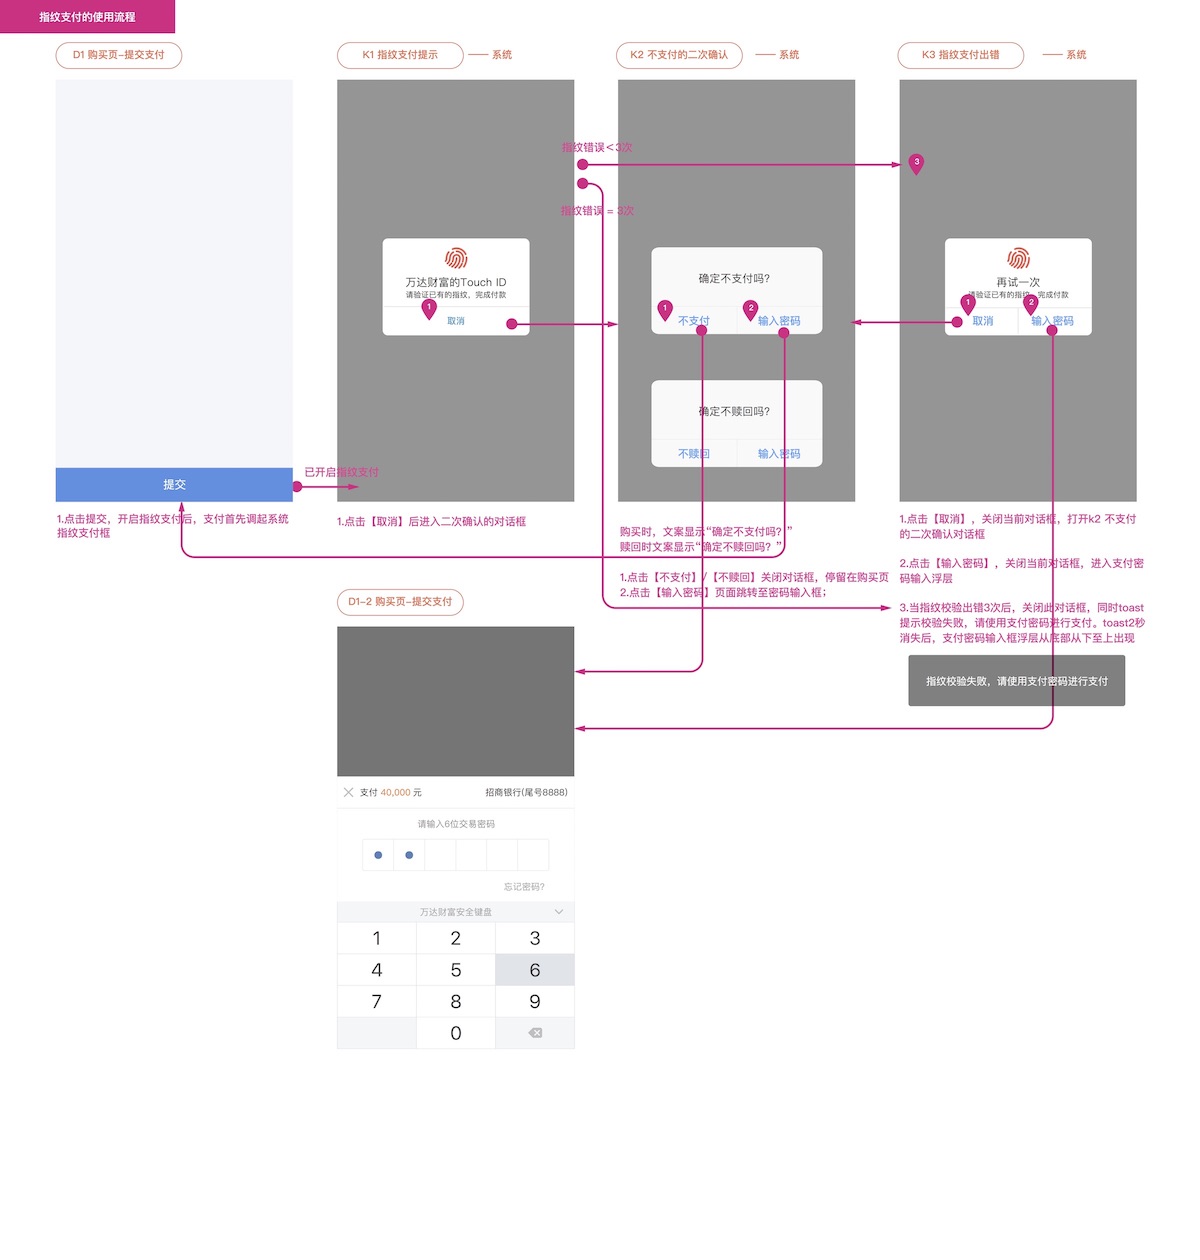 指纹支付的使用流程
D1 购买页-提交支付
K1 指纹支付提示
系统
K2 不支付的二次确认
系统
K3 指纹支付出错
系统
指纹错误<3次
指纹错误 = 3次
3
万达财富的Touch ID
请验证已有的指纹，完成付款
1
取消
确定不支付吗?
1
不支付
2
输入密码
确定不赎回吗?
不赎回
输入密码
再试一次
请验证已有的指纹，完成付款
1
取消
2
输入密码
提交
已开启指纹支付
1.点击提交，开启指纹支付后，支付首先调起系统
指纹支付框
1.点击【取消】后进入二次确认的对话框
购买时，文案显示“确定不支付吗？”
赎回时文案显示“确定不赎回吗？”
1.点击【不支付】/【不赎回】关闭对话框，停留在购买页
2.点击【输入密码】页面跳转至密码输入框；
1.点击【取消】，关闭当前对话框，打开k2 不支付
的二次确认对话框
2.点击【输入密码】，关闭当前对话框，进入支付密
码输入浮层
3.当指纹校验出错3次后，关闭此对话框，同时toast
提示校验失败，请使用支付密码进行支付。toast2秒
消失后，支付密码输入框浮层从底部从下至上出现
指纹校验失败，请使用支付密码进行支付
D1-2 购买页-提交支付
支付 40,000 元
招商银行(尾号8888)
请输入6位交易密码
忘记密码?
万达财富安全键盘
1 2 3
4 5 6
7 8 9
0